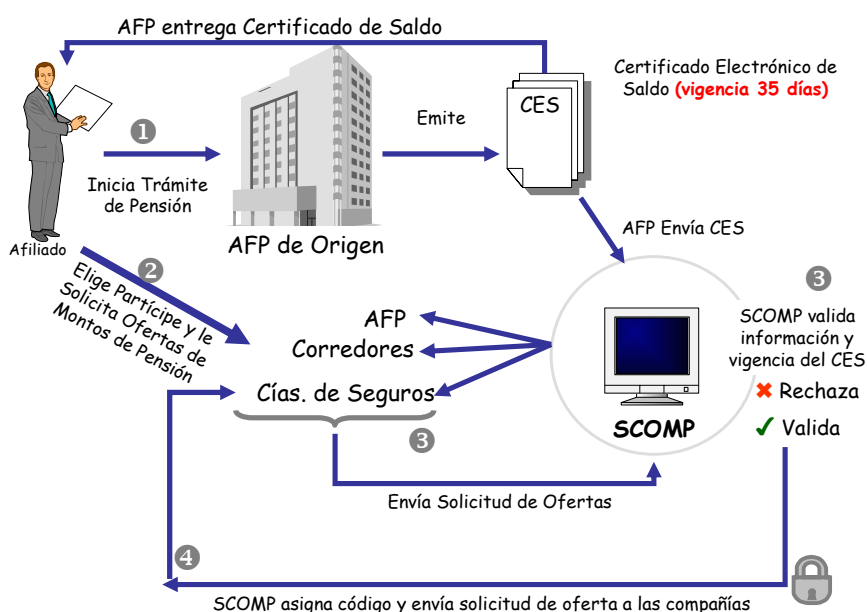 AFP entrega Certificado de Saldo
Certificado Electrónico de
Saldo (vigencia 35 días)
CES
Emite
1
Inicia Trámite
de Pensión
AFP de Origen
Afiliado
AFP Envía CES
2
Elige Partícipe y le
Solicita Ofertas de
Montos de Pensión
AFP
Corredores
Cías. de Seguros
3
SCOMP
3
SCOMP valida
información y
vigencia del CES
Rechaza
Valida
Envía Solicitud de Ofertas
4
SCOMP asigna código y envía solicitud de oferta a las compañías